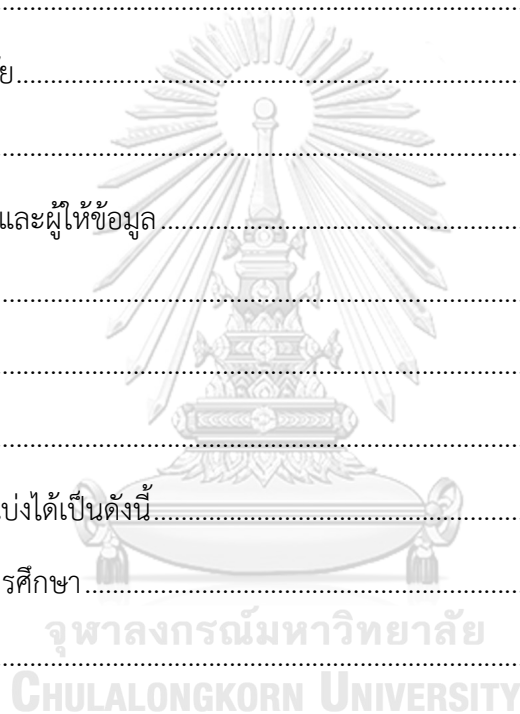 ........................................................................
ย........................................................................
........................................................................
และผู้ให้ข้อมูล........................................................................
........................................................................
........................................................................
........................................................................
บ่งได้เป็นดังนี้........................................................................
รศึกษา........................................................................
จุฬาลงกรณ์มหาวิทยาลัย
........................................................................
CHULALONGKORN UNIVERSITY